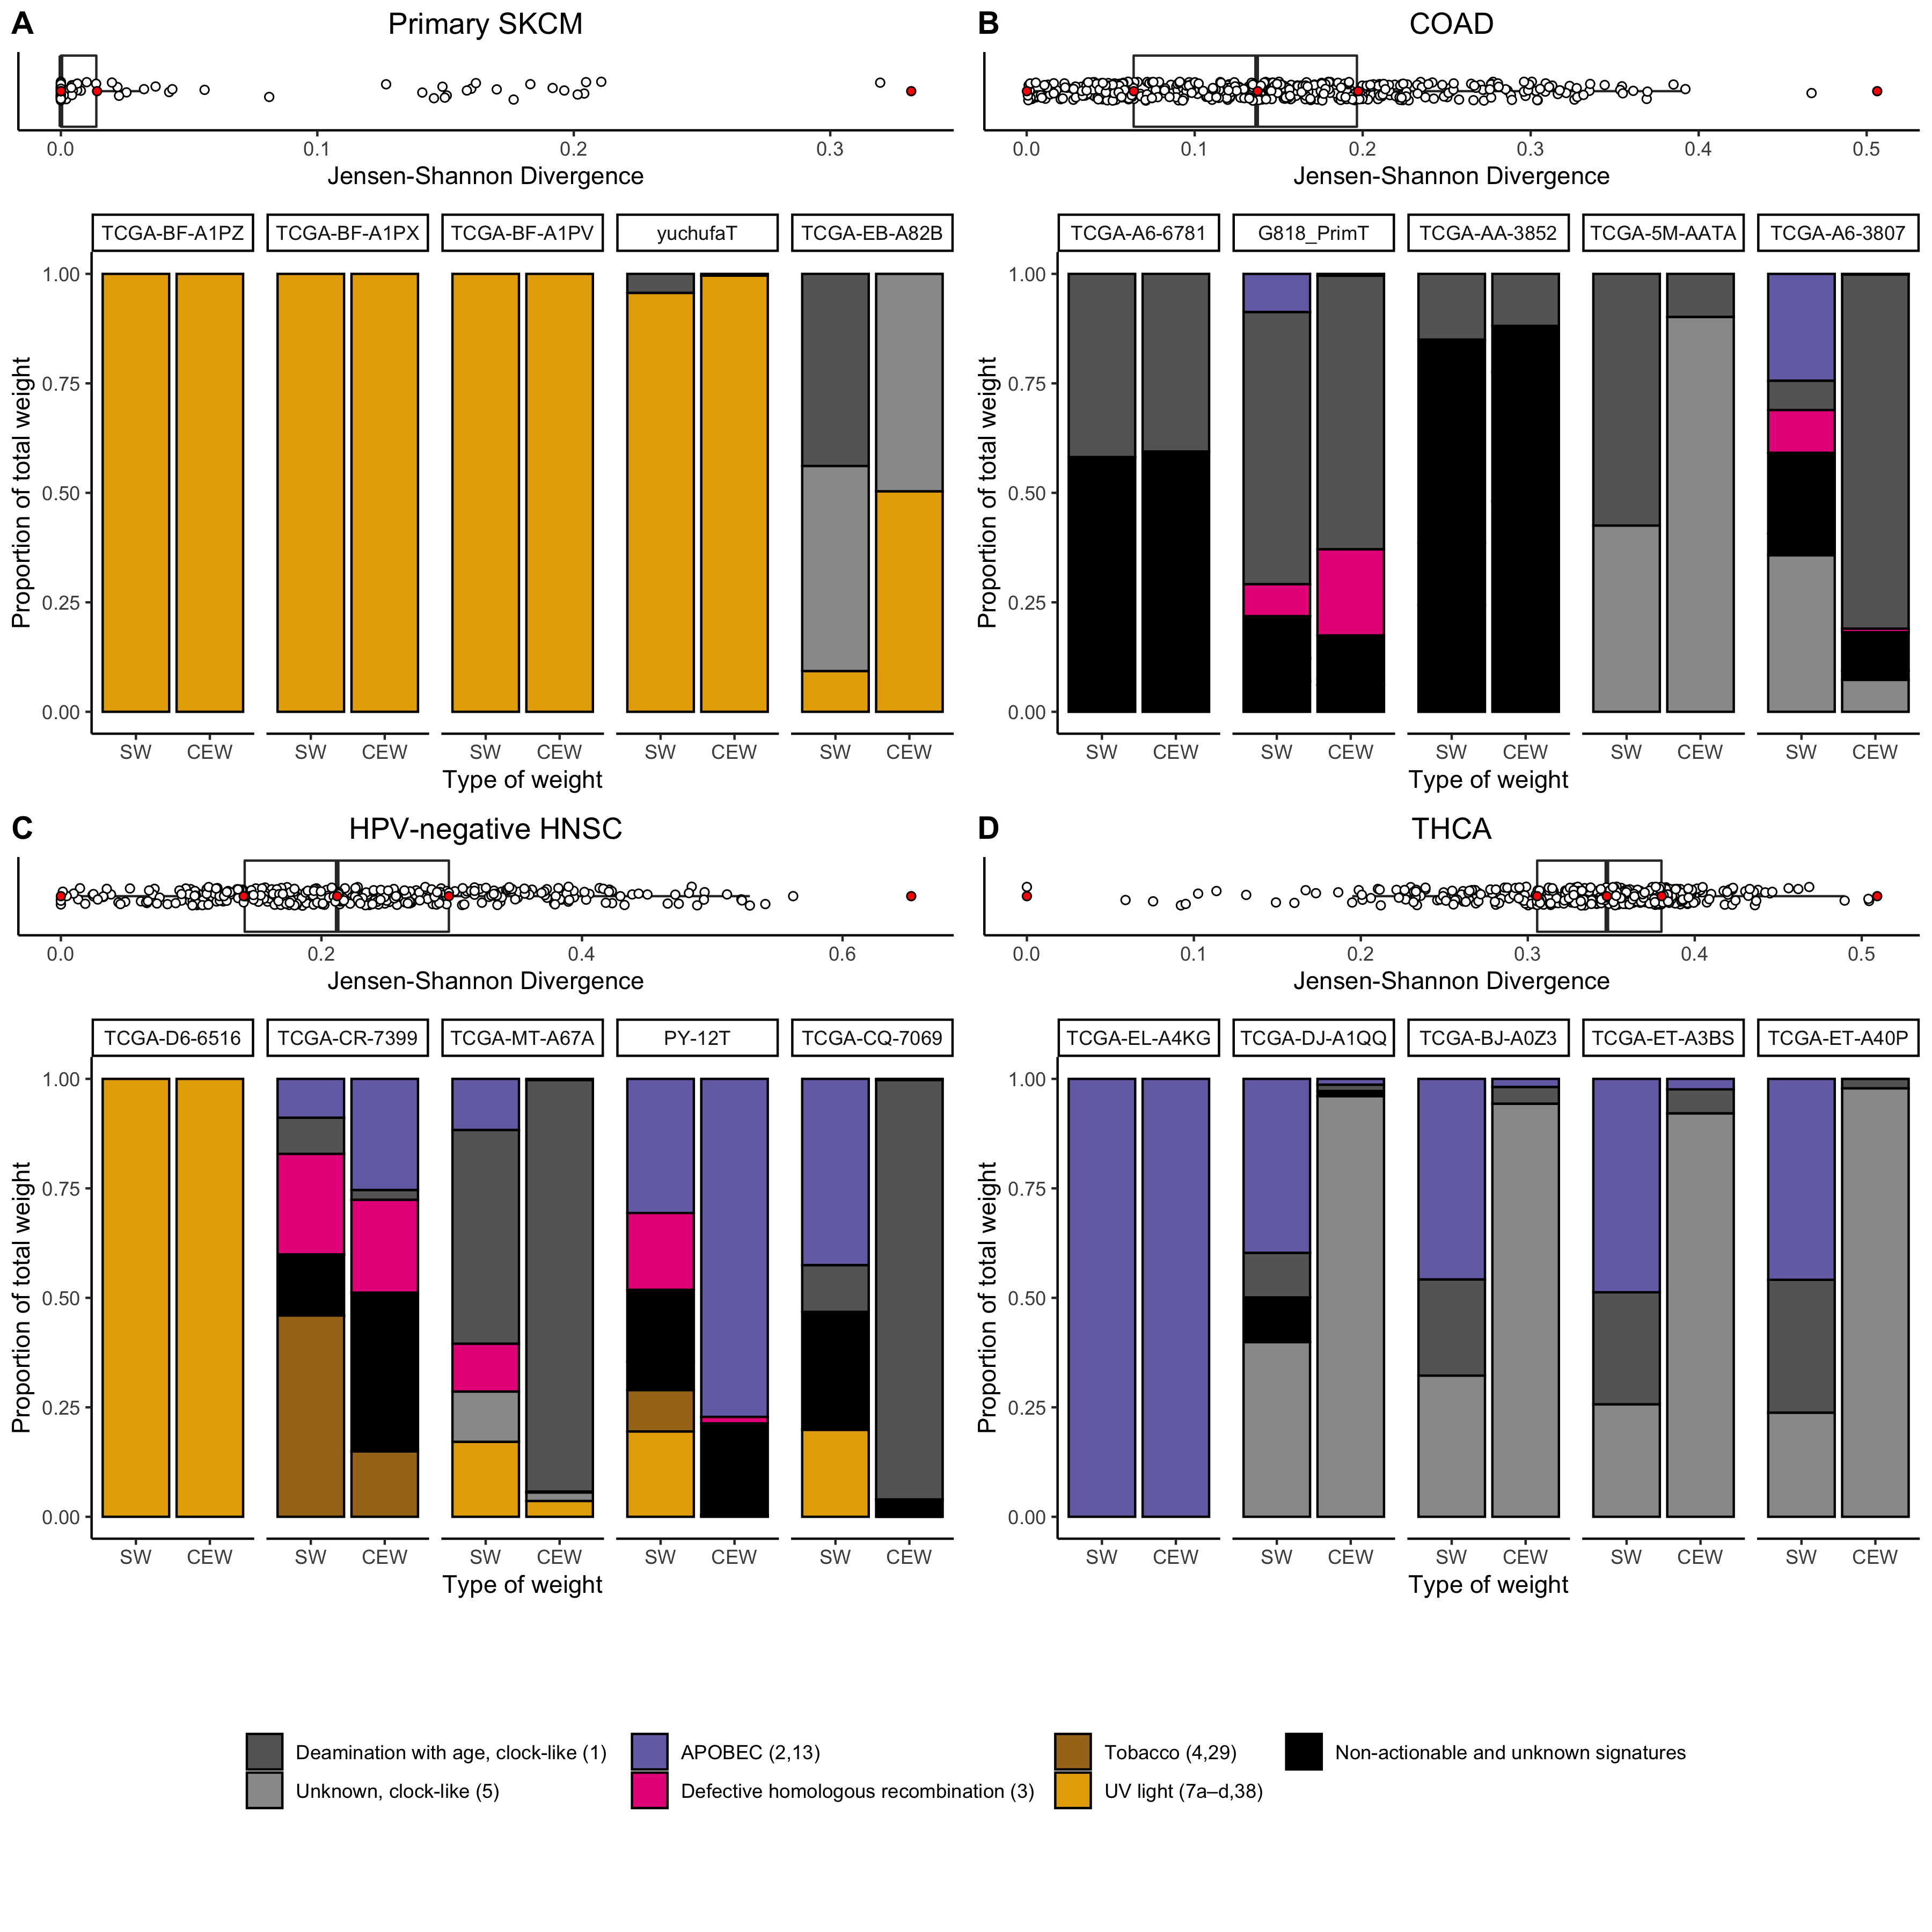 A
Primary SKCM
0.0 0.1 0.2 0.3
Jensen-Shannon Divergence
TCGA-BF-A1PZ TCGA-BF-A1PX TCGA-BF-A1PV yuchufaT TCGA-EB-A82B
Proportion of total weight
1.00
0.75
0.50
0.25
0.00
SW CEW SW CEW SW CEW SW CEW SW CEW
Type of weight
B
COAD
0.0 0.1 0.2 0.3 0.4 0.5
Jensen-Shannon Divergence
TCGA-A6-6781 G818_PrimT TCGA-AA-3852 TCGA-5M-AATA TCGA-A6-3807
Proportion of total weight
1.00
0.75
0.50
0.25
0.00
SW CEW SW CEW SW CEW SW CEW SW CEW
Type of weight
C
HPV-negative HNSC
0.0 0.2 0.4 0.6
Jensen-Shannon Divergence
TCGA-D6-6516 TCGA-CR-7399 TCGA-MT-A67A PY-12T TCGA-CQ-7069
Proportion of total weight
1.00
0.75
0.50
0.25
0.00
SW CEW SW CEW SW CEW SW CEW SW CEW
Type of weight
D
THCA
0.0 0.1 0.2 0.3 0.4 0.5
Jensen-Shannon Divergence
TCGA-EL-A4KG TCGA-DJ-A1QQ TCGA-BJ-A0Z3 TCGA-ET-A3BS TCGA-ET-A40P
Proportion of total weight
1.00
0.75
0.50
0.25
0.00
SW CEW SW CEW SW CEW SW CEW SW CEW
Type of weight
Deamination with age, clock-like (1) APOBEC (2,13) Tobacco (4,29) Non-actionable and unknown signatures
Unknown, clock-like (5) Defective homologous recombination (3) UV light (7a–d,38)